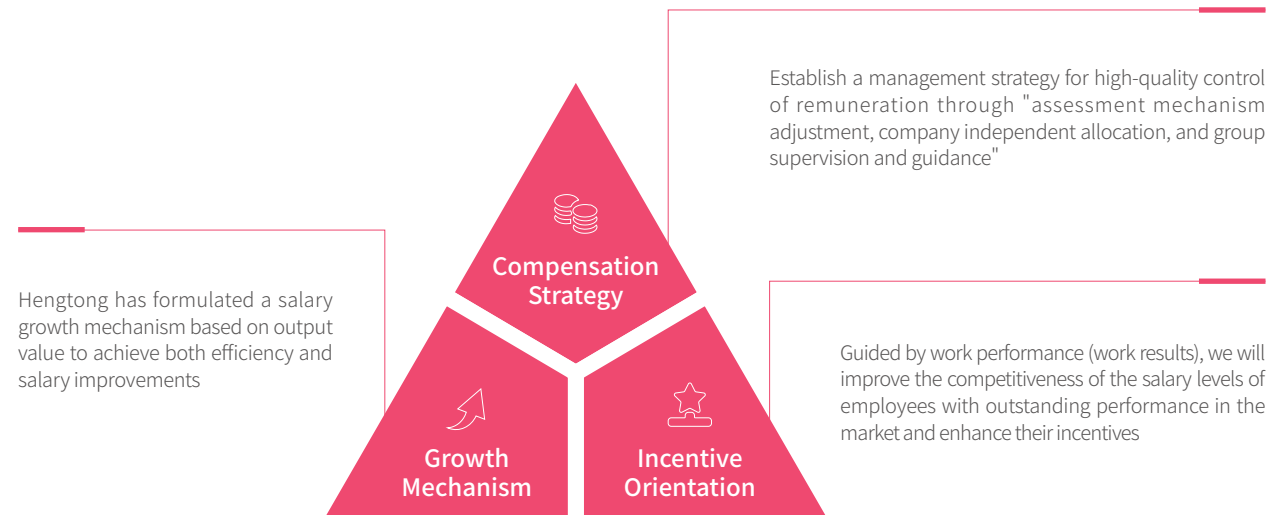 Establish a management strategy for high-quality control
of remuneration through "assessment mechanism
adjustment, company independent allocation, and group
supervision and guidance"
Compensation
Strategy
Hengtong has formulated a salary
growth mechanism based on output
value to achieve both efficiency and
salary improvements
Growth
Mechanism
Incentive
Orientation
Guided by work performance (work results), we will
improve the competitiveness of the salary levels of
employees with outstanding performance in the
market and enhance their incentives